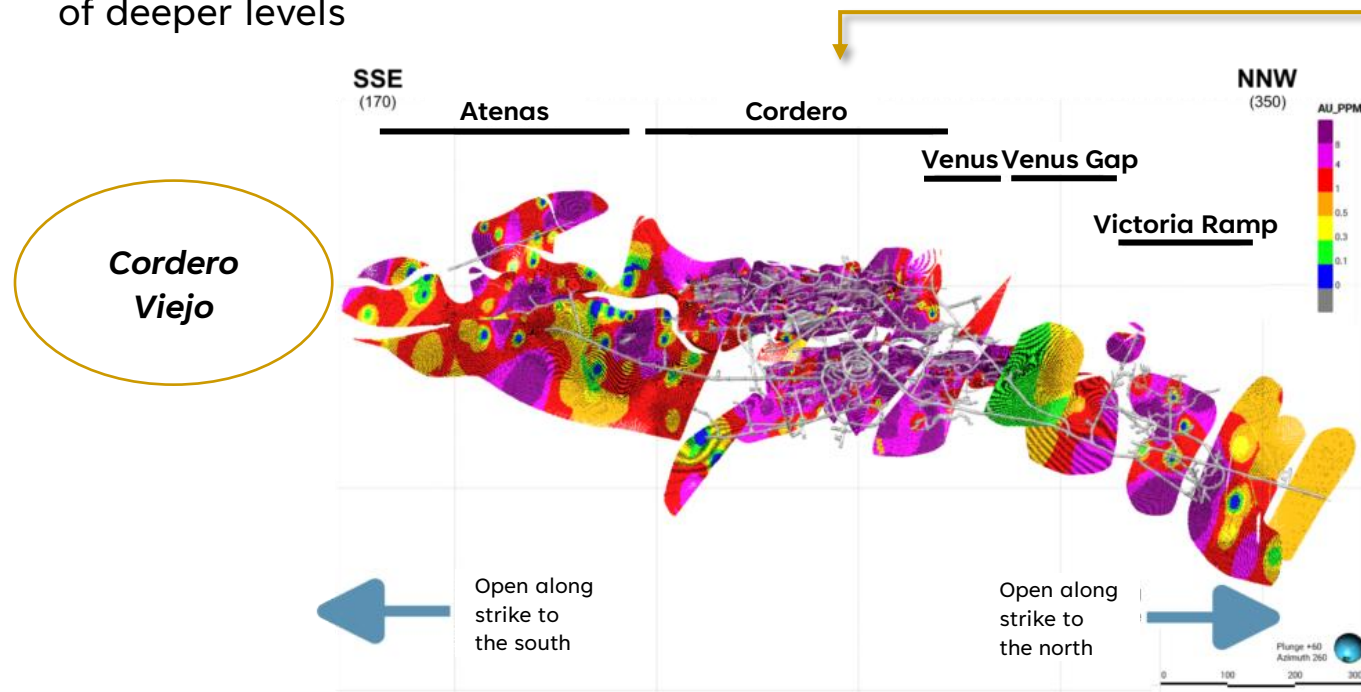 of deeper levels
SSE
(170)
NNW
(350)
Atenas
Cordero
Venus
Venus Gap
Victoria Ramp
AU_PPM
8
4
1
0.5
0.3
0.1
0
Cordero
Viejo
Open along
strike to
the south
Open along
strike to
the north
Plunge +60
Azimuth 260
0
100
200
300